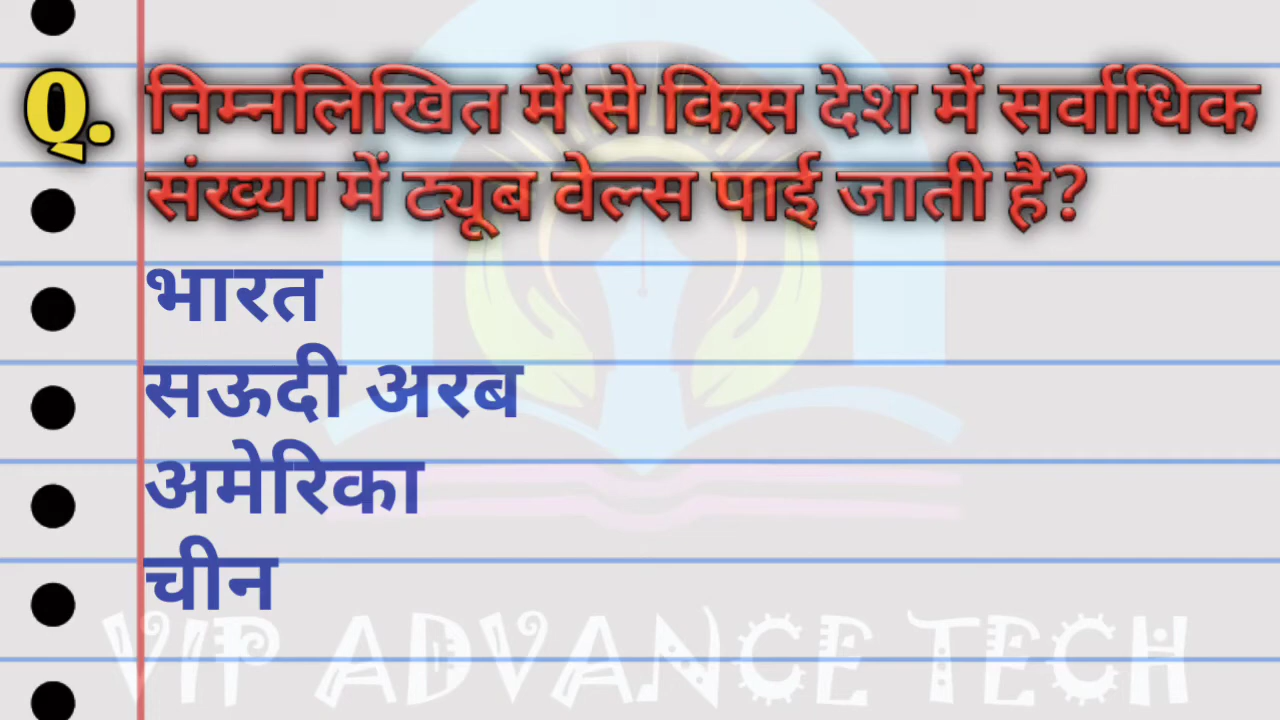 Q. निम्नलिखित में से किस देश में सर्वाधिक
संख्या में ट्यूब वेल्स पाई जाती है?
भारत
सऊदी अरब
अमेरिका
चीन
VIP ADVANCE TECH